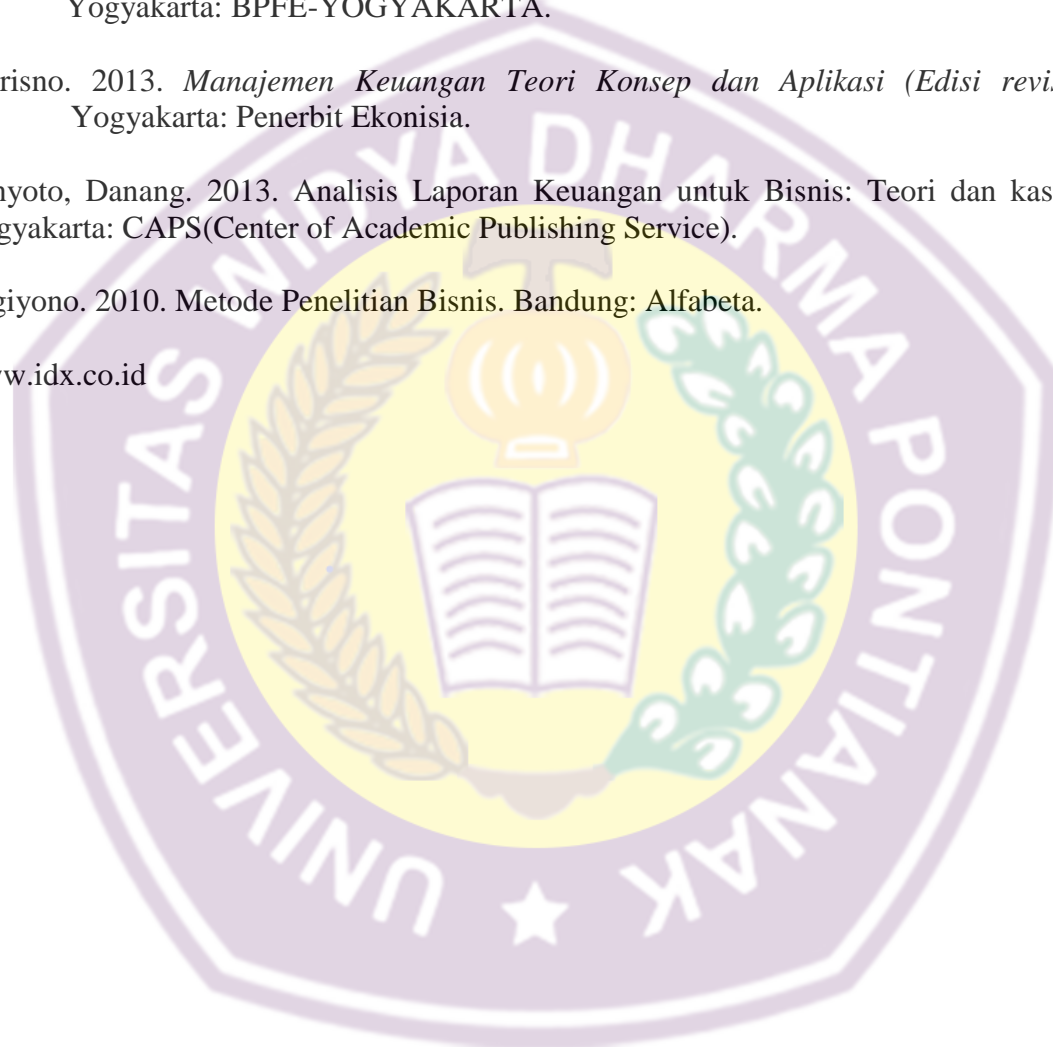 Yogyakarta: BPFE-YOGYAKARTA.
risno. 2013. Manajemen Keuangan Teori Konsep dan Aplikasi (Edisi revis
Yogyakarta: Penerbit Ekonisia.
nyoto, Danang. 2013. Analisis Laporan Keuangan untuk Bisnis: Teori dan kas
gyakarta: CAPS(Center of Academic Publishing Service).
giyono. 2010. Metode Penelitian Bisnis. Bandung: Alfabeta.
w.idx.co.id
UNIVERSITAS WIDYA DHARMA PONTIANAK